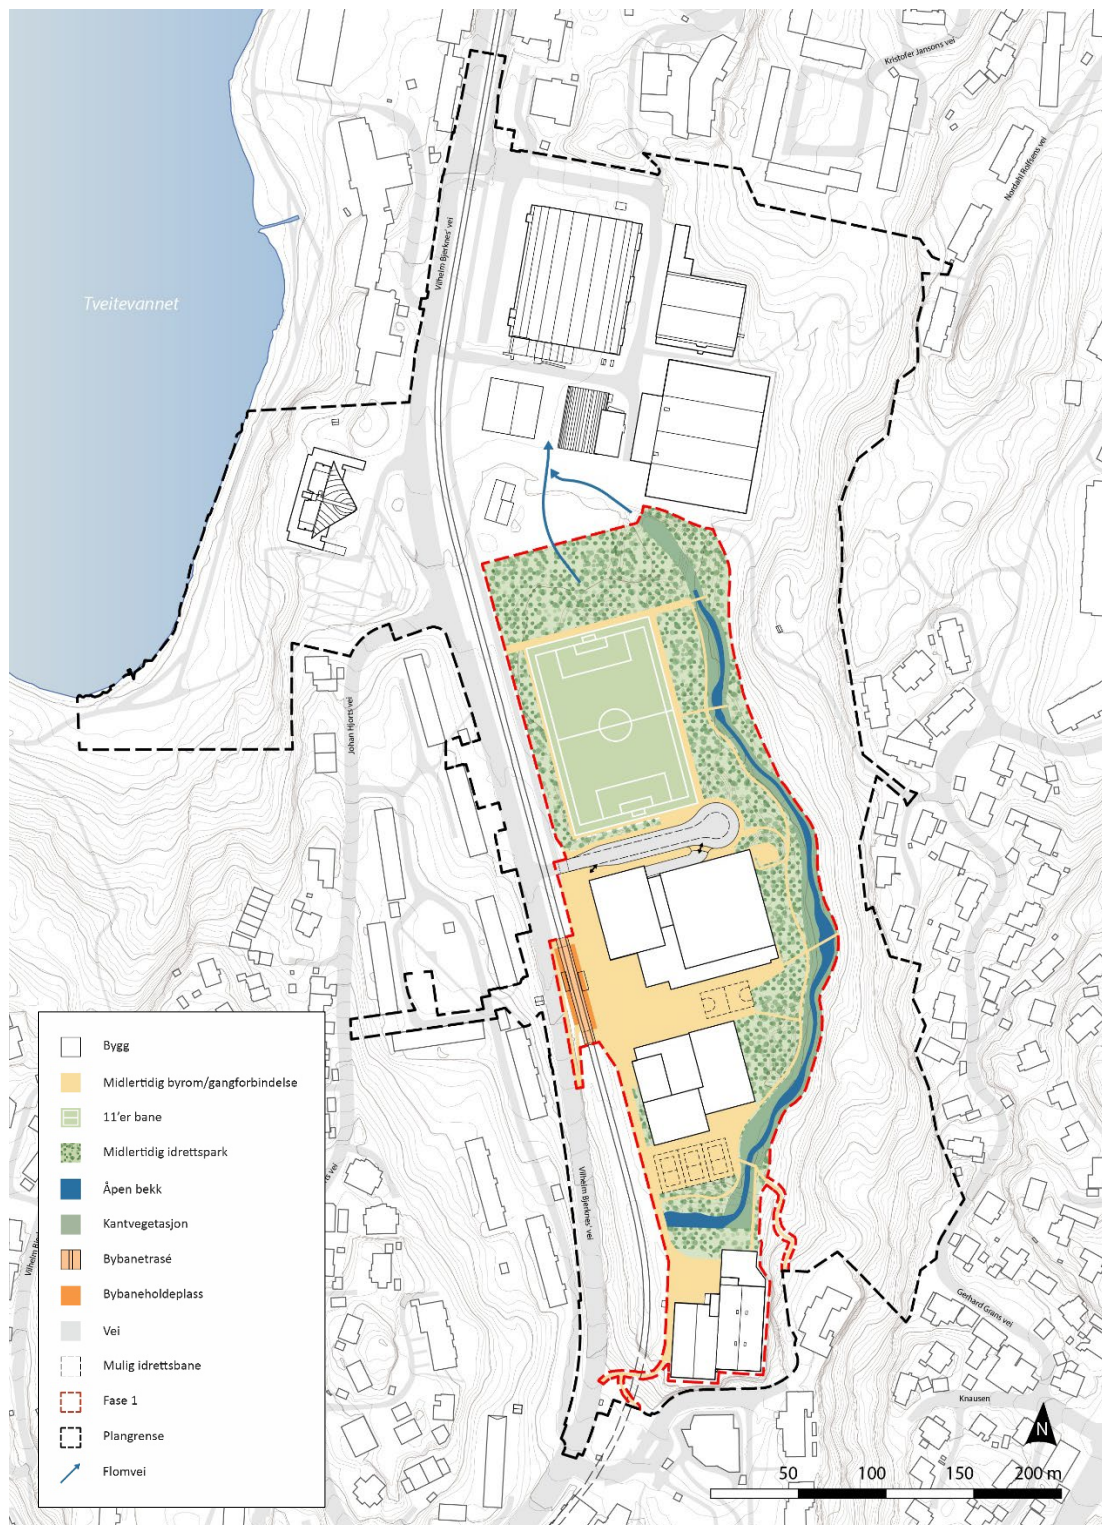 Kristofer Jansons vei
Nordahl Rolfsens vei
Vilhelm Bjerknes' vei
Tveitevannet
Johan Hjorts vei
Bygg
Midlertidig byrom/gangforbindelse
11'er bane
Midlertidig idrettspark
Åpen bekk
Kantvegetasjon
Bybanetrasé
Bybaneholdeplass
Vei
Mulig idrettsbane
Fase 1
Plangrense
Flomvei
Vilhelm Bjerknes' vei
Gerhard Grans vei
Knausen
N
50 100 150 200 m